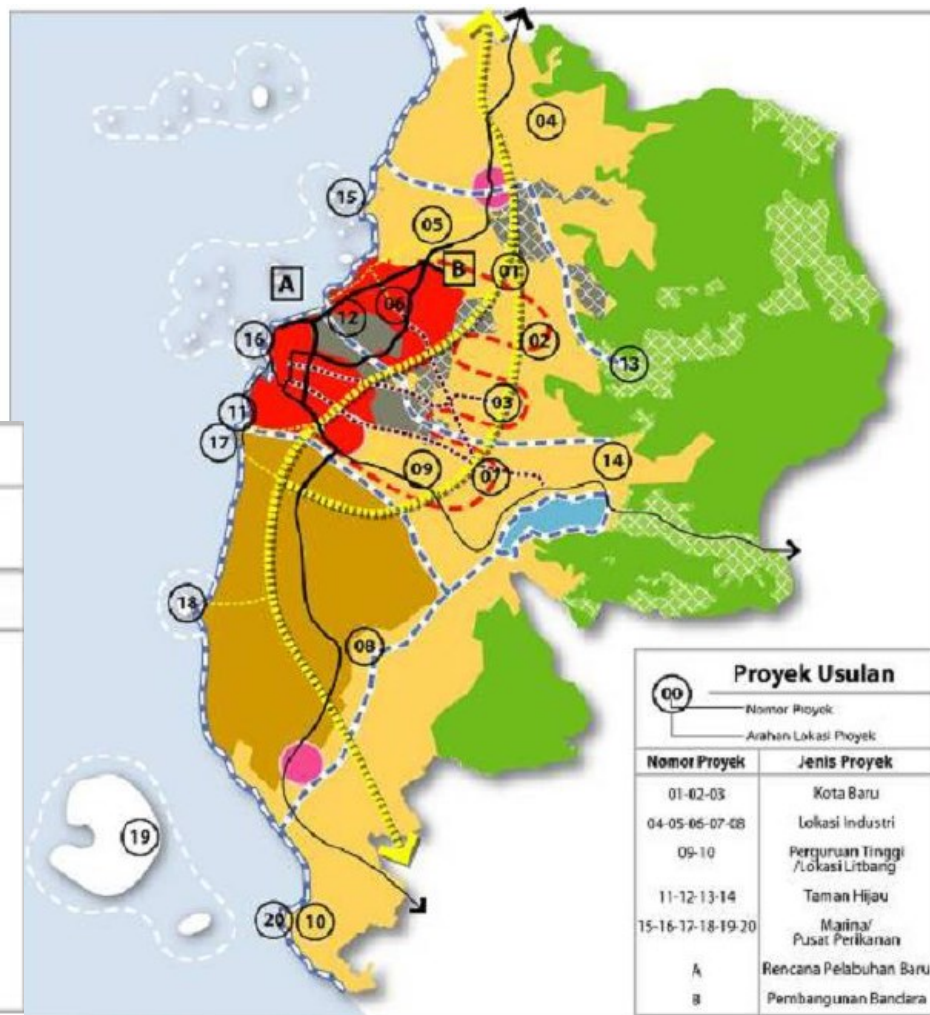 04
15
05
B
01
A
06
12
16
02
13
03
11
17
09
07
14
18
08
19
20
10
Proyek Usulan
00
Nomor Proyek
Arahan Lokasi Proyek
Nomor Proyek Jenis Proyek
01-02-03 Kota Baru
04-05-06-07-08 Lokasi Industri
09-10 Perguruan Tinggi
/Lokasi Litbang
11-12-13-14 Taman Hijau
15-16-17-18-19-20 Marina/
Pusat Perikanan
A Rencana Pelabuhan Baru
B Pembangunan Bandara